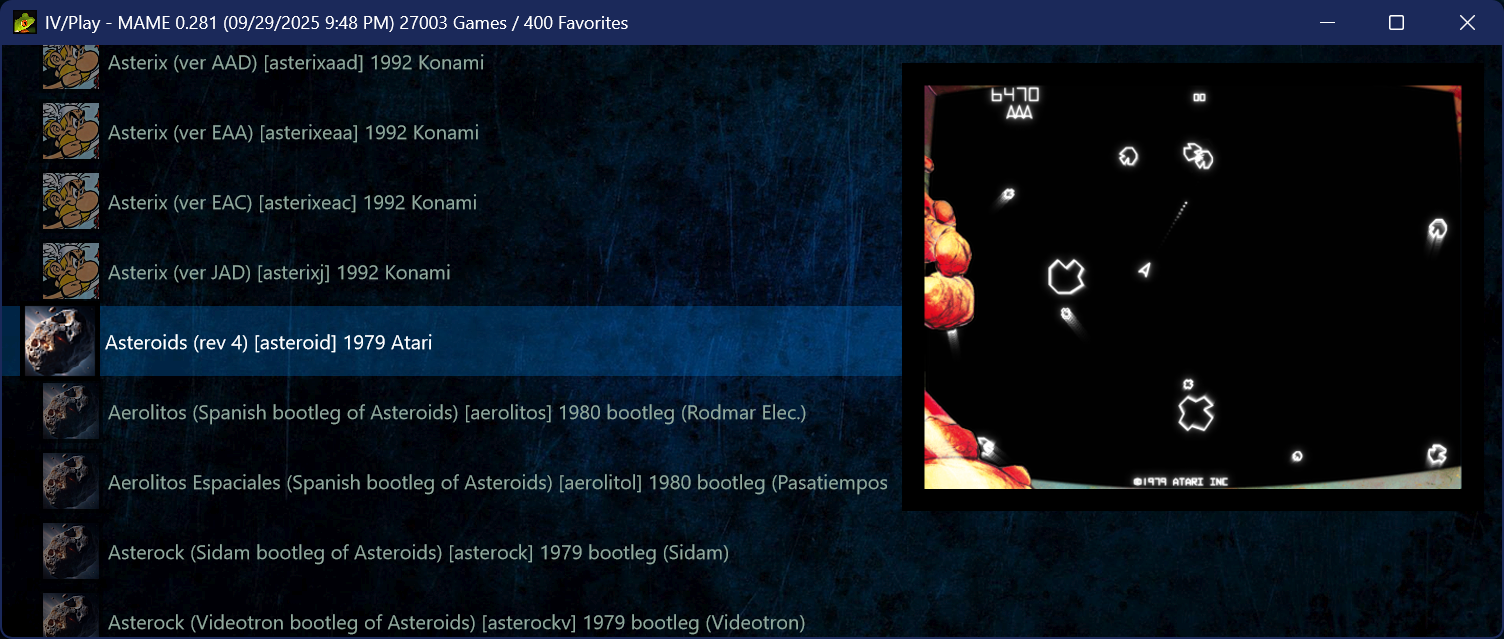 IV/Play - MAME 0.281 (09/29/2025 9:48 PM) 27003 Games / 400 Favorites
Asterix (ver AAD) [asterixaad] 1992 Konami
Asterix (ver EAA) [asterixeaa] 1992 Konami
Asterix (ver EAC) [asterixeac] 1992 Konami
Asterix (ver JAD) [asterixj] 1992 Konami
Asteroids (rev 4) [asteroid] 1979 Atari
Aerolitos (Spanish bootleg of Asteroids) [aerolitos] 1980 bootleg (Rodmar Elec.)
Aerolitos Espaciales (Spanish bootleg of Asteroids) [aerolitol] 1980 bootleg (Pasatiempos
Asterock (Sidam bootleg of Asteroids) [asterock] 1979 bootleg (Sidam)
Asterock (Videotron bootleg of Asteroids) [asterockv] 1979 bootleg (Videotron)
6470
00
AAA
©1979 ATARI INC